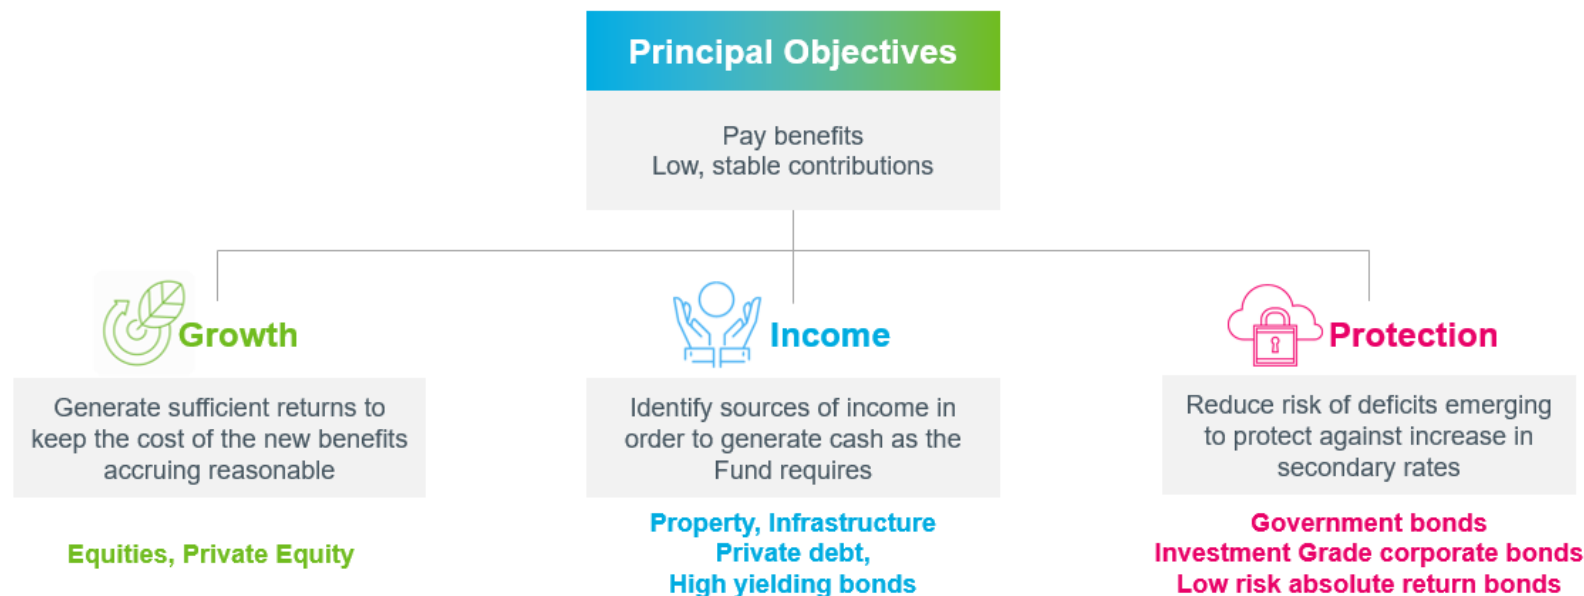 Principal Objectives
Pay benefits
Low, stable contributions
Growth
Generate sufficient returns to
keep the cost of the new benefits
accruing reasonable
Equities, Private Equity
Income
Identify sources of income in
order to generate cash as the
Fund requires
Property, Infrastructure
Private debt,
High yielding bonds
Protection
Reduce risk of deficits emerging
to protect against increase in
secondary rates
Government bonds
Investment Grade corporate bonds
Low risk absolute return bonds